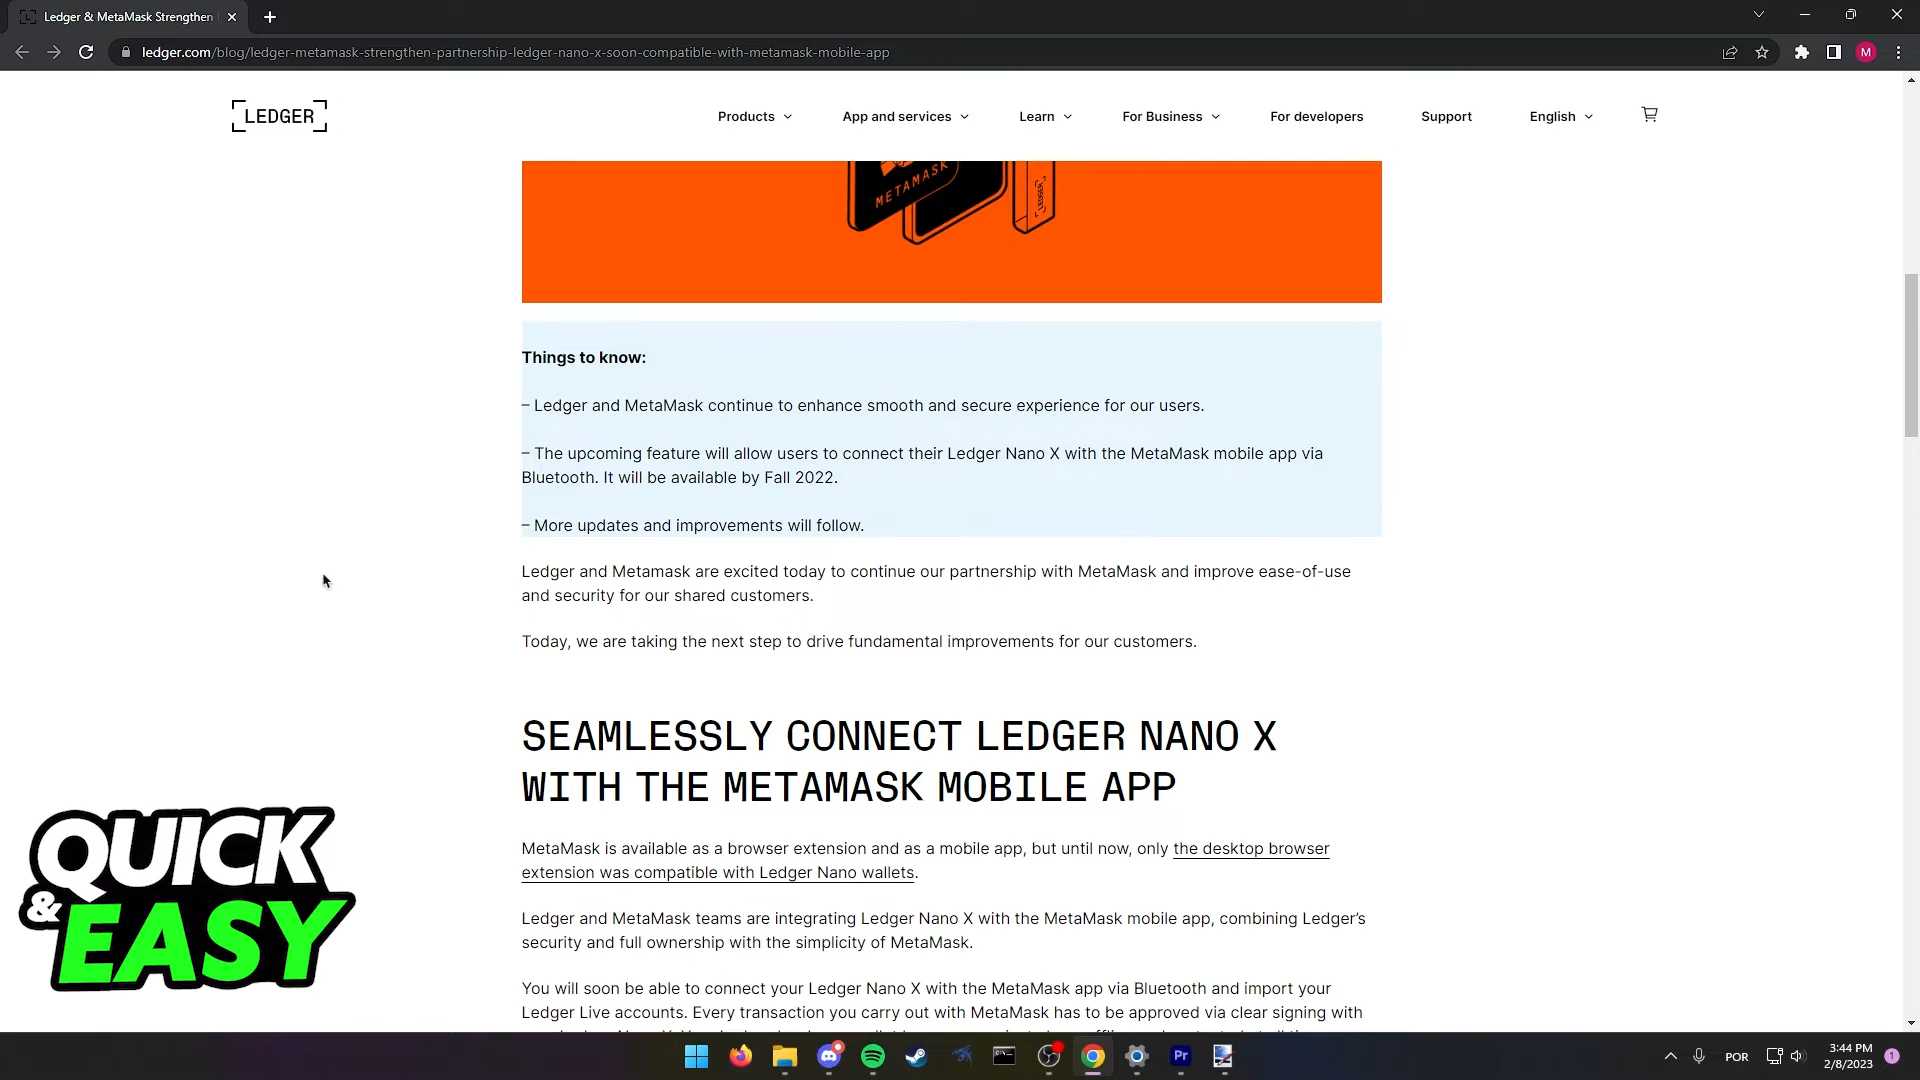 Ledger & MetaMask Strengthen
ledger.com/blog/ledger-metamask-strengthen-partnership-ledger-nano-x-soon-compatible-with-metamask-mobile-app
M
LEDGER
Products
App and services
Learn
For Business
For developers
Support
English
METAMASK
LEDGER
Things to know:
– Ledger and MetaMask continue to enhance smooth and secure experience for our users.
– The upcoming feature will allow users to connect their Ledger Nano X with the MetaMask mobile app via
Bluetooth. It will be available by Fall 2022.
– More updates and improvements will follow.
Ledger and Metamask are excited today to continue our partnership with MetaMask and improve ease-of-use
and security for our shared customers.
Today, we are taking the next step to drive fundamental improvements for our customers.
SEAMLESSLY CONNECT LEDGER NANO X
WITH THE METAMASK MOBILE APP
MetaMask is available as a browser extension and as a mobile app, but until now, only the desktop browser
extension was compatible with Ledger Nano wallets.
Ledger and MetaMask teams are integrating Ledger Nano X with the MetaMask mobile app, combining Ledger’s
security and full ownership with the simplicity of MetaMask.
You will soon be able to connect your Ledger Nano X with the MetaMask app via Bluetooth and import your
Ledger Live accounts. Every transaction you carry out with MetaMask has to be approved via clear signing with
QUICK
&
EASY
Pr
POR
3:44 PM
2/8/2023
1